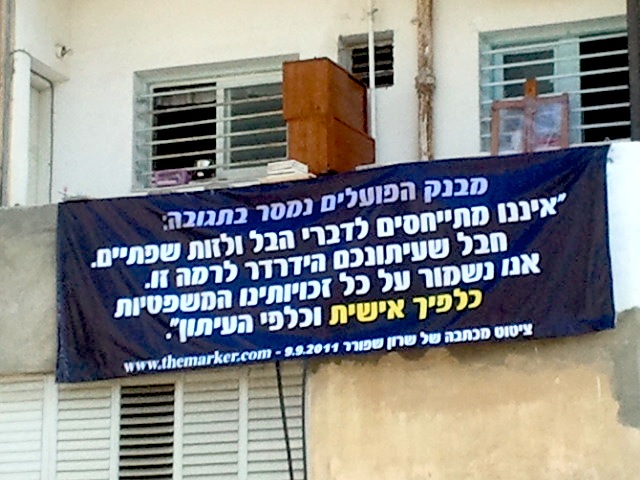 מבנק הפועלים נמסר בתגובה:
"איננו מתייחסים לדברי הבל ולזות שפתיים.
חבל שעיתונכם הידרדר לרמה זו.
אנו נשמור על כל זכויותינו המשפטיות
כלפיך אישית וכלפי העיתון".
ציטוט מכתבה של שרון שפורר 9.9.2011 - www.themarker.com